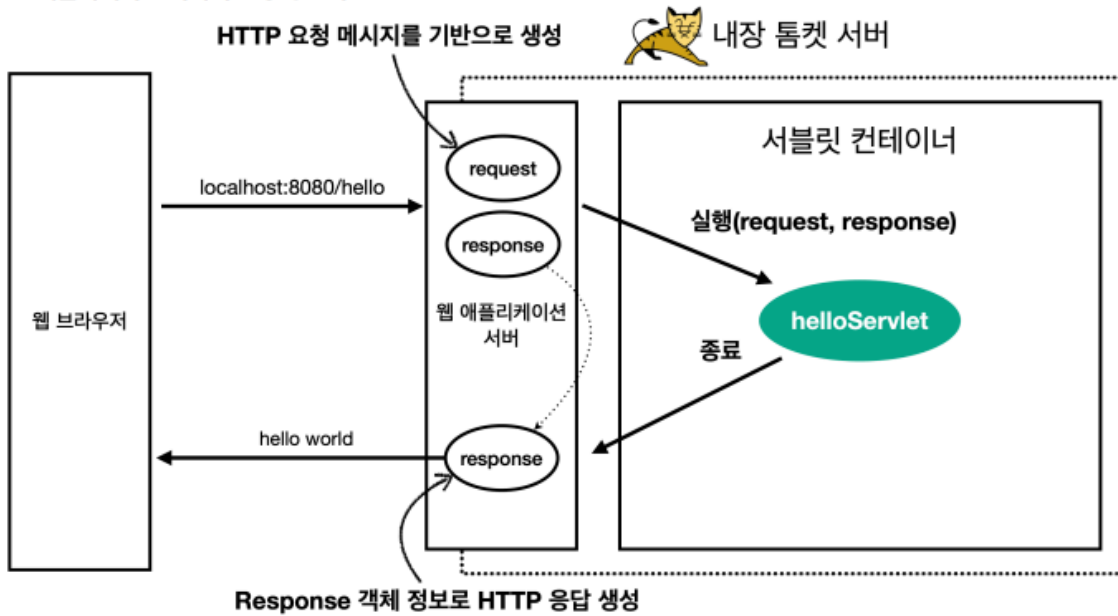 HTTP 요청 메시지를 기반으로 생성
내장 톰켓 서버
서블릿 컨테이너
request
localhost:8080/hello
실행(request, response)
response
웹 브라우저
웹 애플리케이션
서버
helloServlet
종료
hello world
response
Response 객체 정보로 HTTP 응답 생성